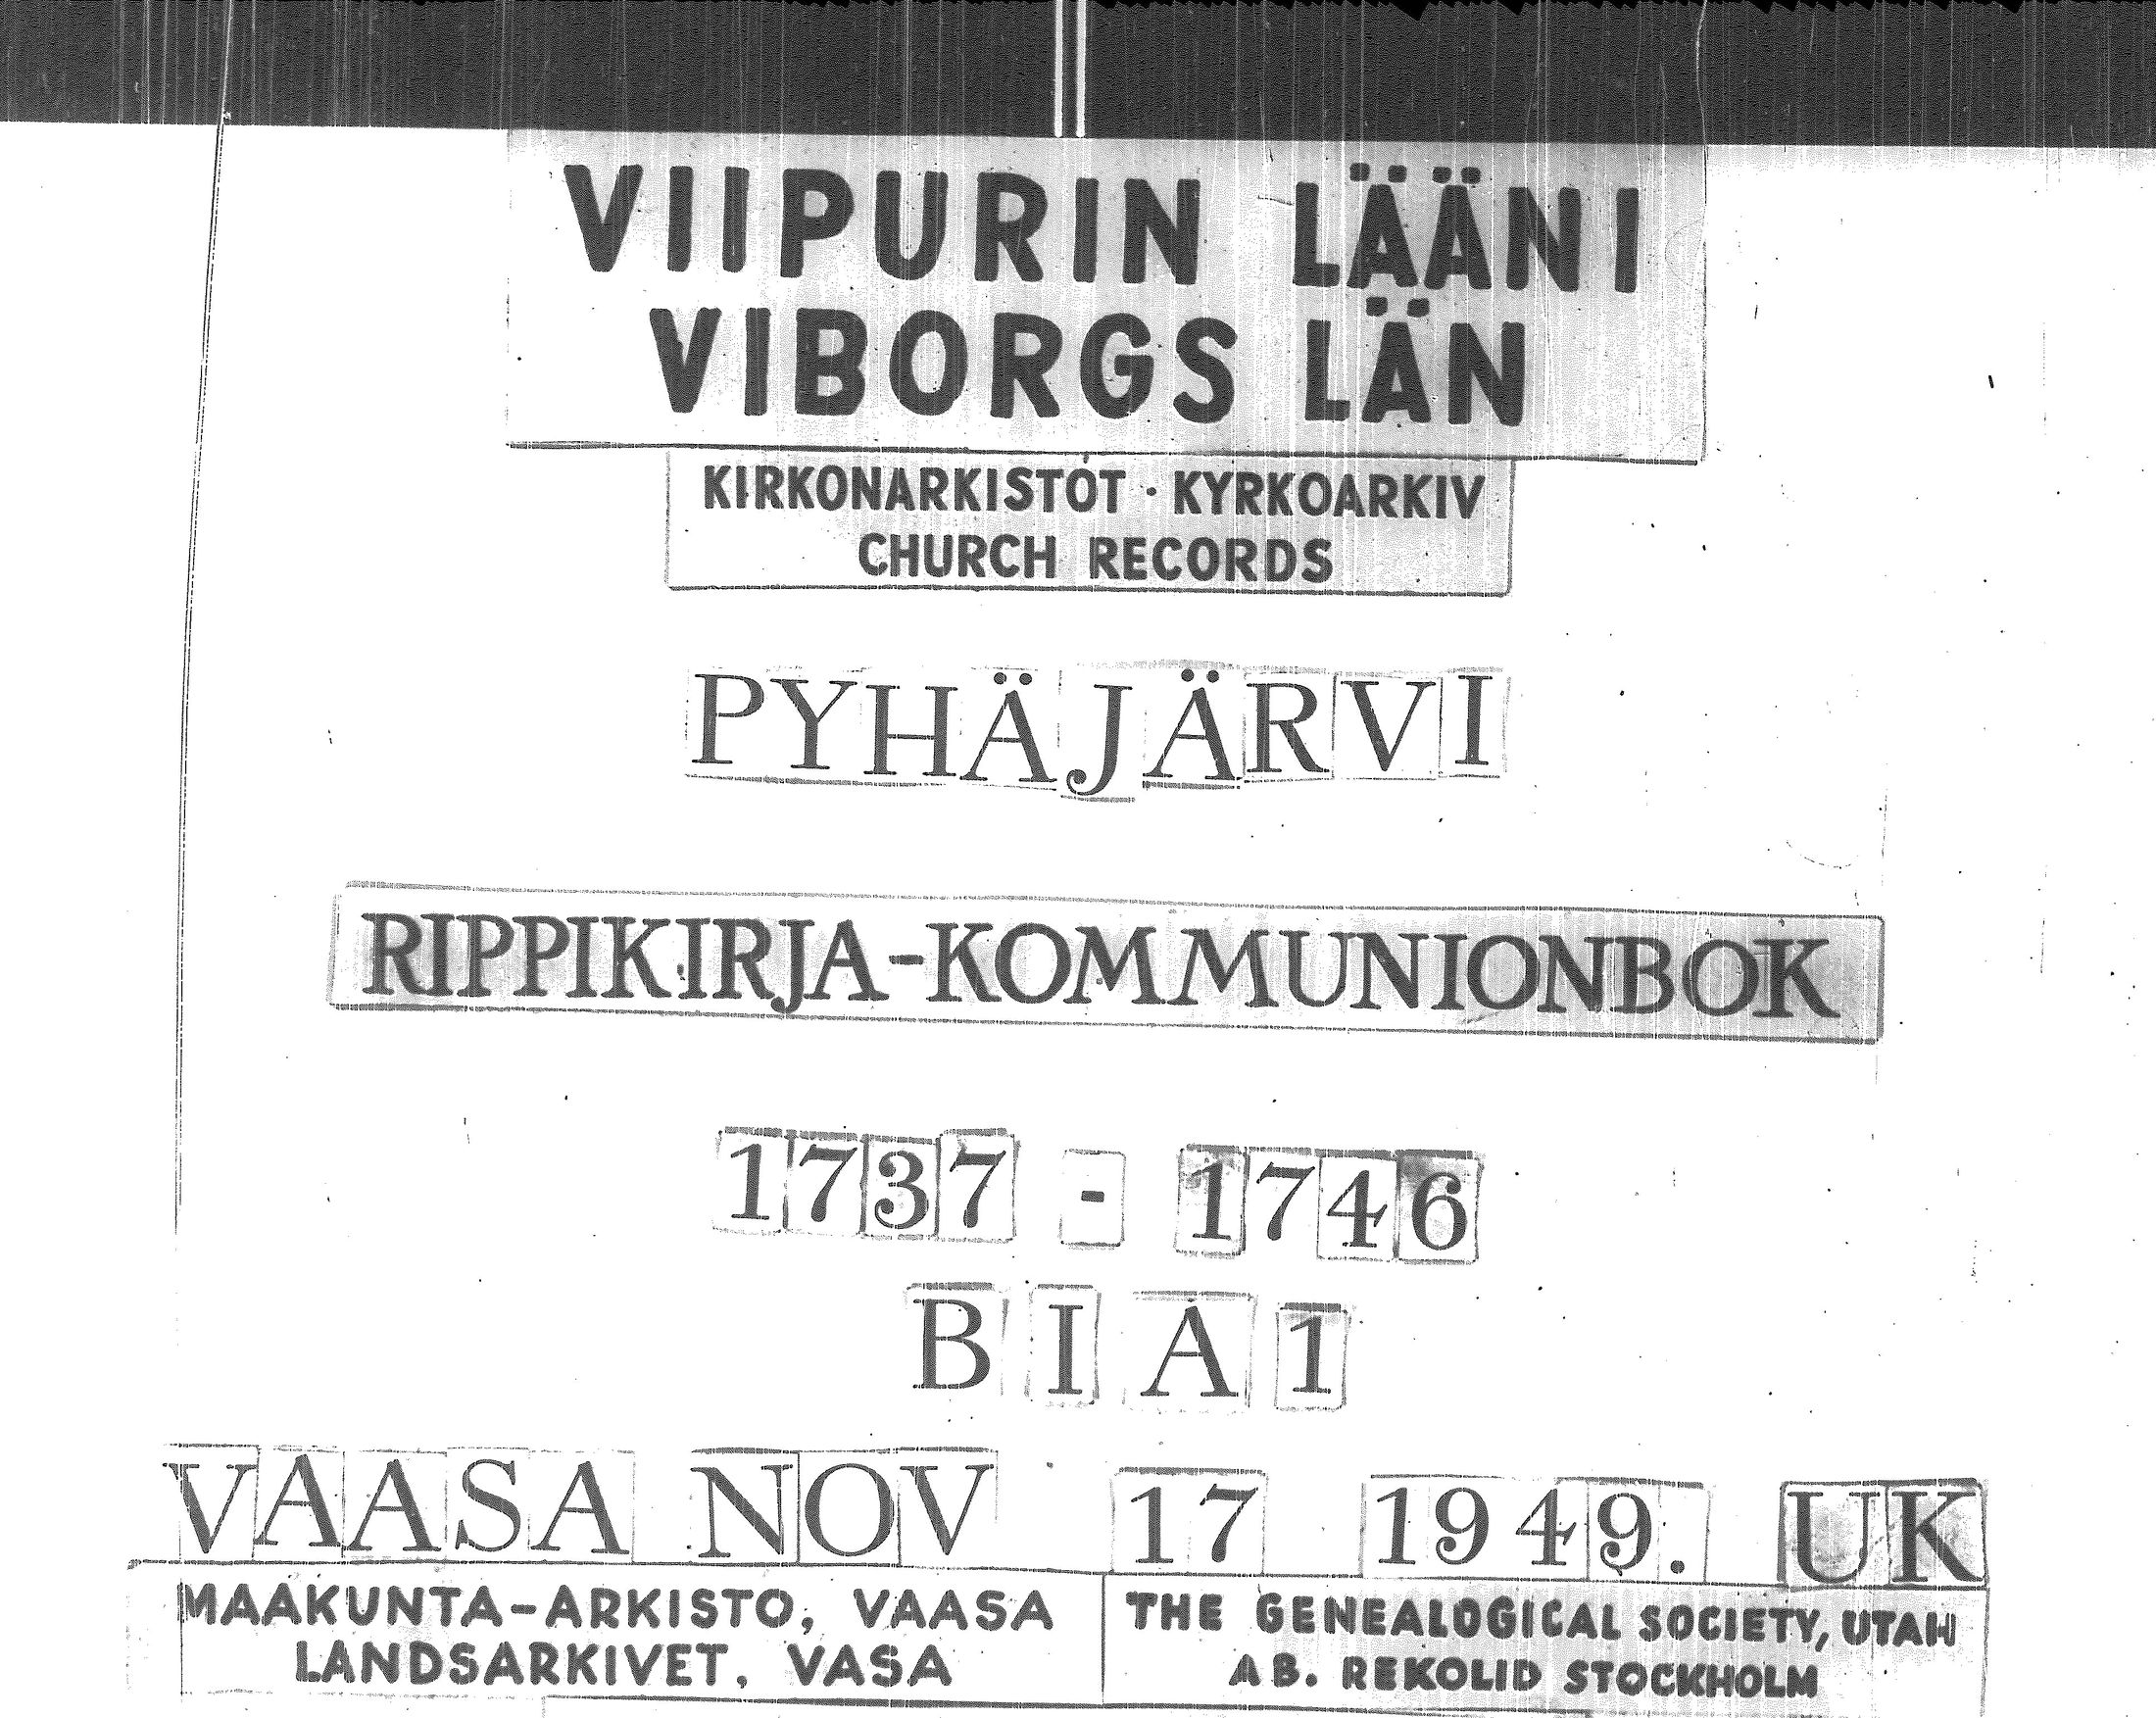 VIIPURIN LÄÄNI
VIBORGS LÄN
KIRKONARKISTOT · KYRKOARKIV
CHURCH RECORDS
PYHÄJÄRVI
RIPPIKIRJA-KOMMUNIONBOK
1737 - 1746
B I A 1
VAASA NOV 17 1949. UK
MAAKUNTA-ARKISTO, VAASA
LANDSARKIVET, VASA
THE GENEALOGICAL SOCIETY, UTAH
AB. REKOLID STOCKHOLM